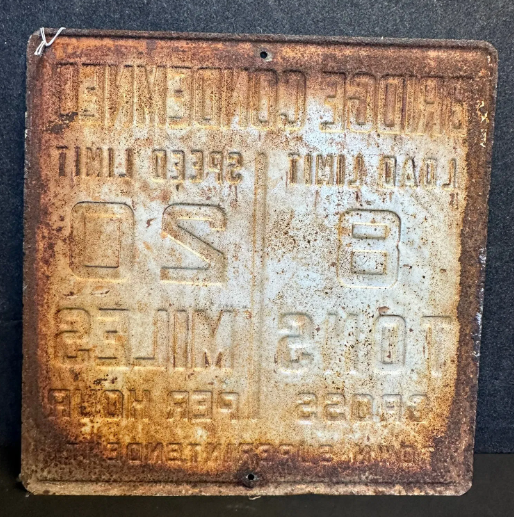 BRIDGE CONDEMNED
LOAD LIMIT SPEED LIMIT
8 20
TONS MILES
GROSS PER HOUR
TOWN SUPERINTENDENT